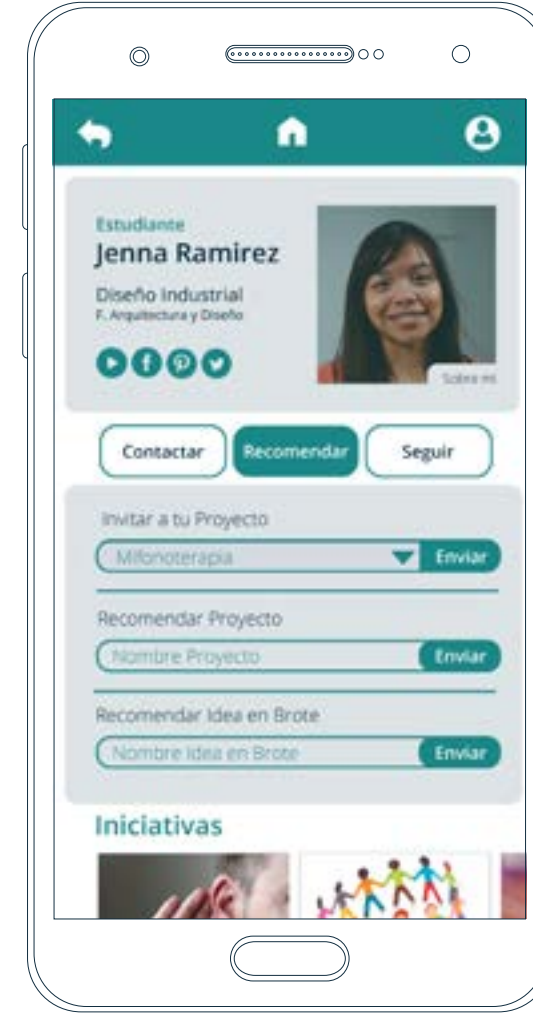 Estudiante
Jenna Ramirez
Diseño Industrial
F. Arquitectura y Diseño
Sobre mi
Contactar
Recomendar
Seguir
Invitar a tu Proyecto
Mifonoterapia
Enviar
Recomendar Proyecto
Nombre Proyecto
Enviar
Recomendar Idea en Brote
Nombre Idea en Brote
Enviar
Iniciativas